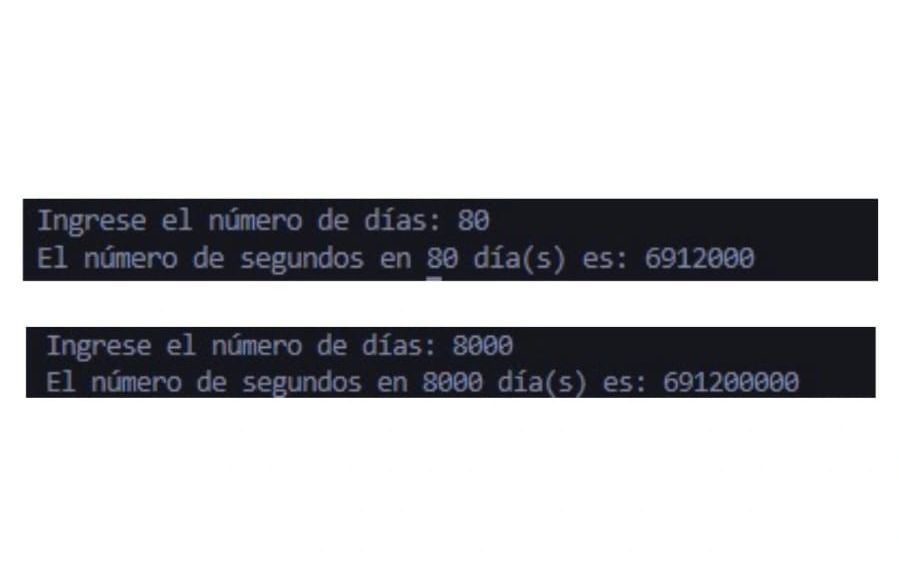 Ingrese el número de días: 80
El número de segundos en 80 día(s) es: 6912000
Ingrese el número de días: 8000
El número de segundos en 8000 día(s) es: 691200000